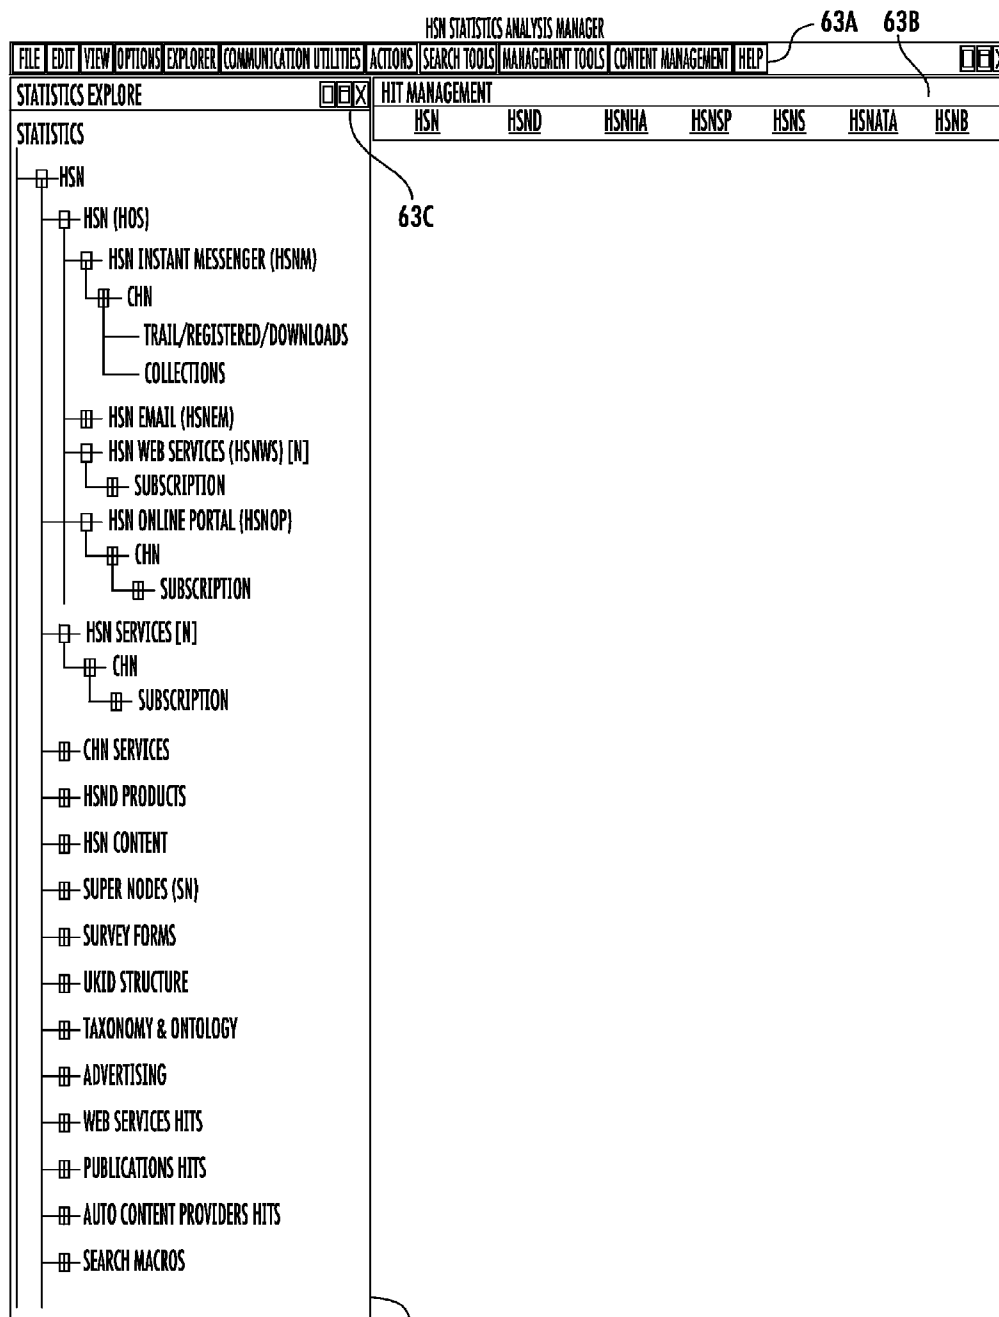 HSN STATISTICS ANALYSIS MANAGER
63A 63B
FILE EDIT VIEW OPTIONS EXPLORER COMMUNICATION UTILITIES ACTIONS SEARCH TOOLS MANAGEMENT TOOLS CONTENT MANAGEMENT HELP
STATISTICS EXPLORE X HIT MANAGEMENT
HSN HSND HSNHA HSNSP HSNS HSNATA HSNB
STATISTICS
HSN
63C
HSN (HOS)
HSN INSTANT MESSENGER (HSNM)
CHN
TRAIL/REGISTERED/DOWNLOADS
COLLECTIONS
HSN EMAIL (HSNEM)
HSN WEB SERVICES (HSNWS) [N]
SUBSCRIPTION
HSN ONLINE PORTAL (HSNOP)
CHN
SUBSCRIPTION
HSN SERVICES [N]
CHN
SUBSCRIPTION
CHN SERVICES
HSND PRODUCTS
HSN CONTENT
SUPER NODES (SN)
SURVEY FORMS
UKID STRUCTURE
TAXONOMY & ONTOLOGY
ADVERTISING
WEB SERVICES HITS
PUBLICATIONS HITS
AUTO CONTENT PROVIDERS HITS
SEARCH MACROS